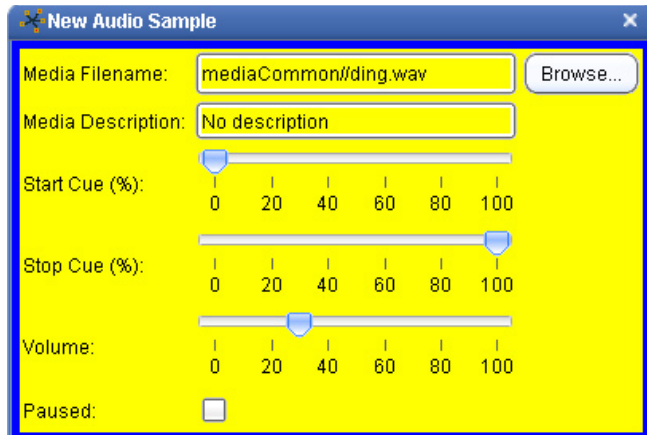 New Audio Sample
Media Filename: mediaCommon//ding.wav Browse...
Media Description: No description
Start Cue (%):
0 20 40 60 80 100
Stop Cue (%):
0 20 40 60 80 100
Volume:
0 20 40 60 80 100
Paused: